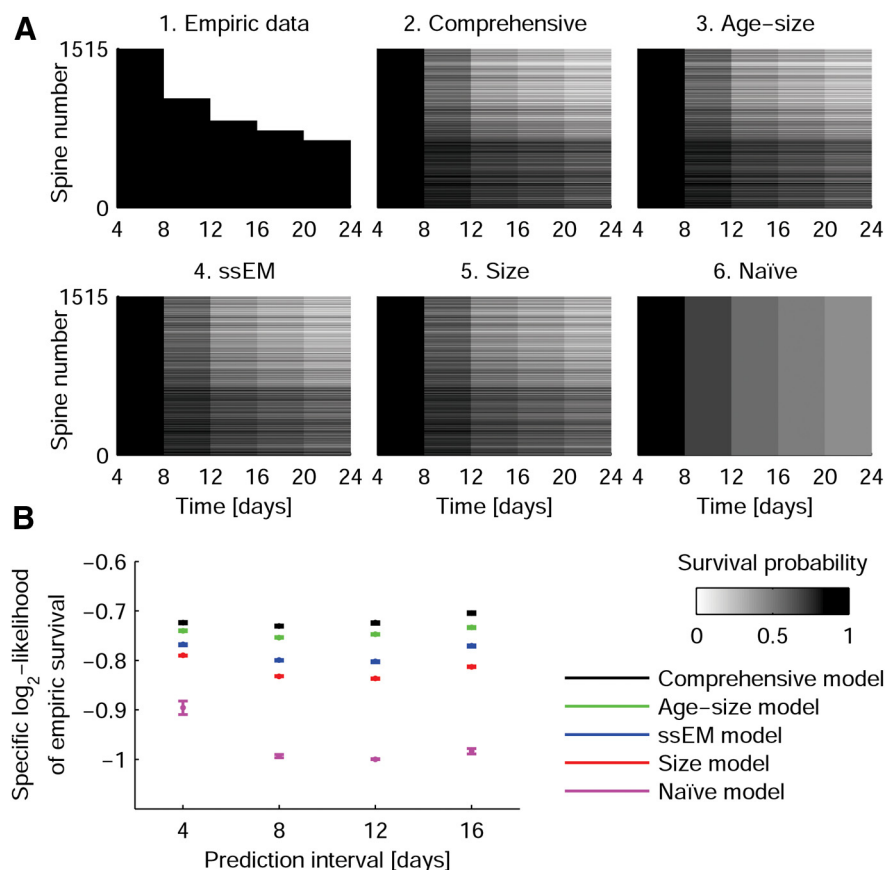 A
1. Empiric data
2. Comprehensive
3. Age−size
1515
Spine number
0
4 8 12 16 20 24
4 8 12 16 20 24
4 8 12 16 20 24
4. ssEM
5. Size
6. Naïve
1515
Spine number
0
4 8 12 16 20 24
4 8 12 16 20 24
4 8 12 16 20 24
Time [days]
Time [days]
Time [days]
B
Specific log2−likelihood
of empiric survival
−0.6
−0.7
−0.8
−0.9
−1
4 8 12 16
Prediction interval [days]
Survival probability
0 0.5 1
Comprehensive model
Age−size model
ssEM model
Size model
Naïve model